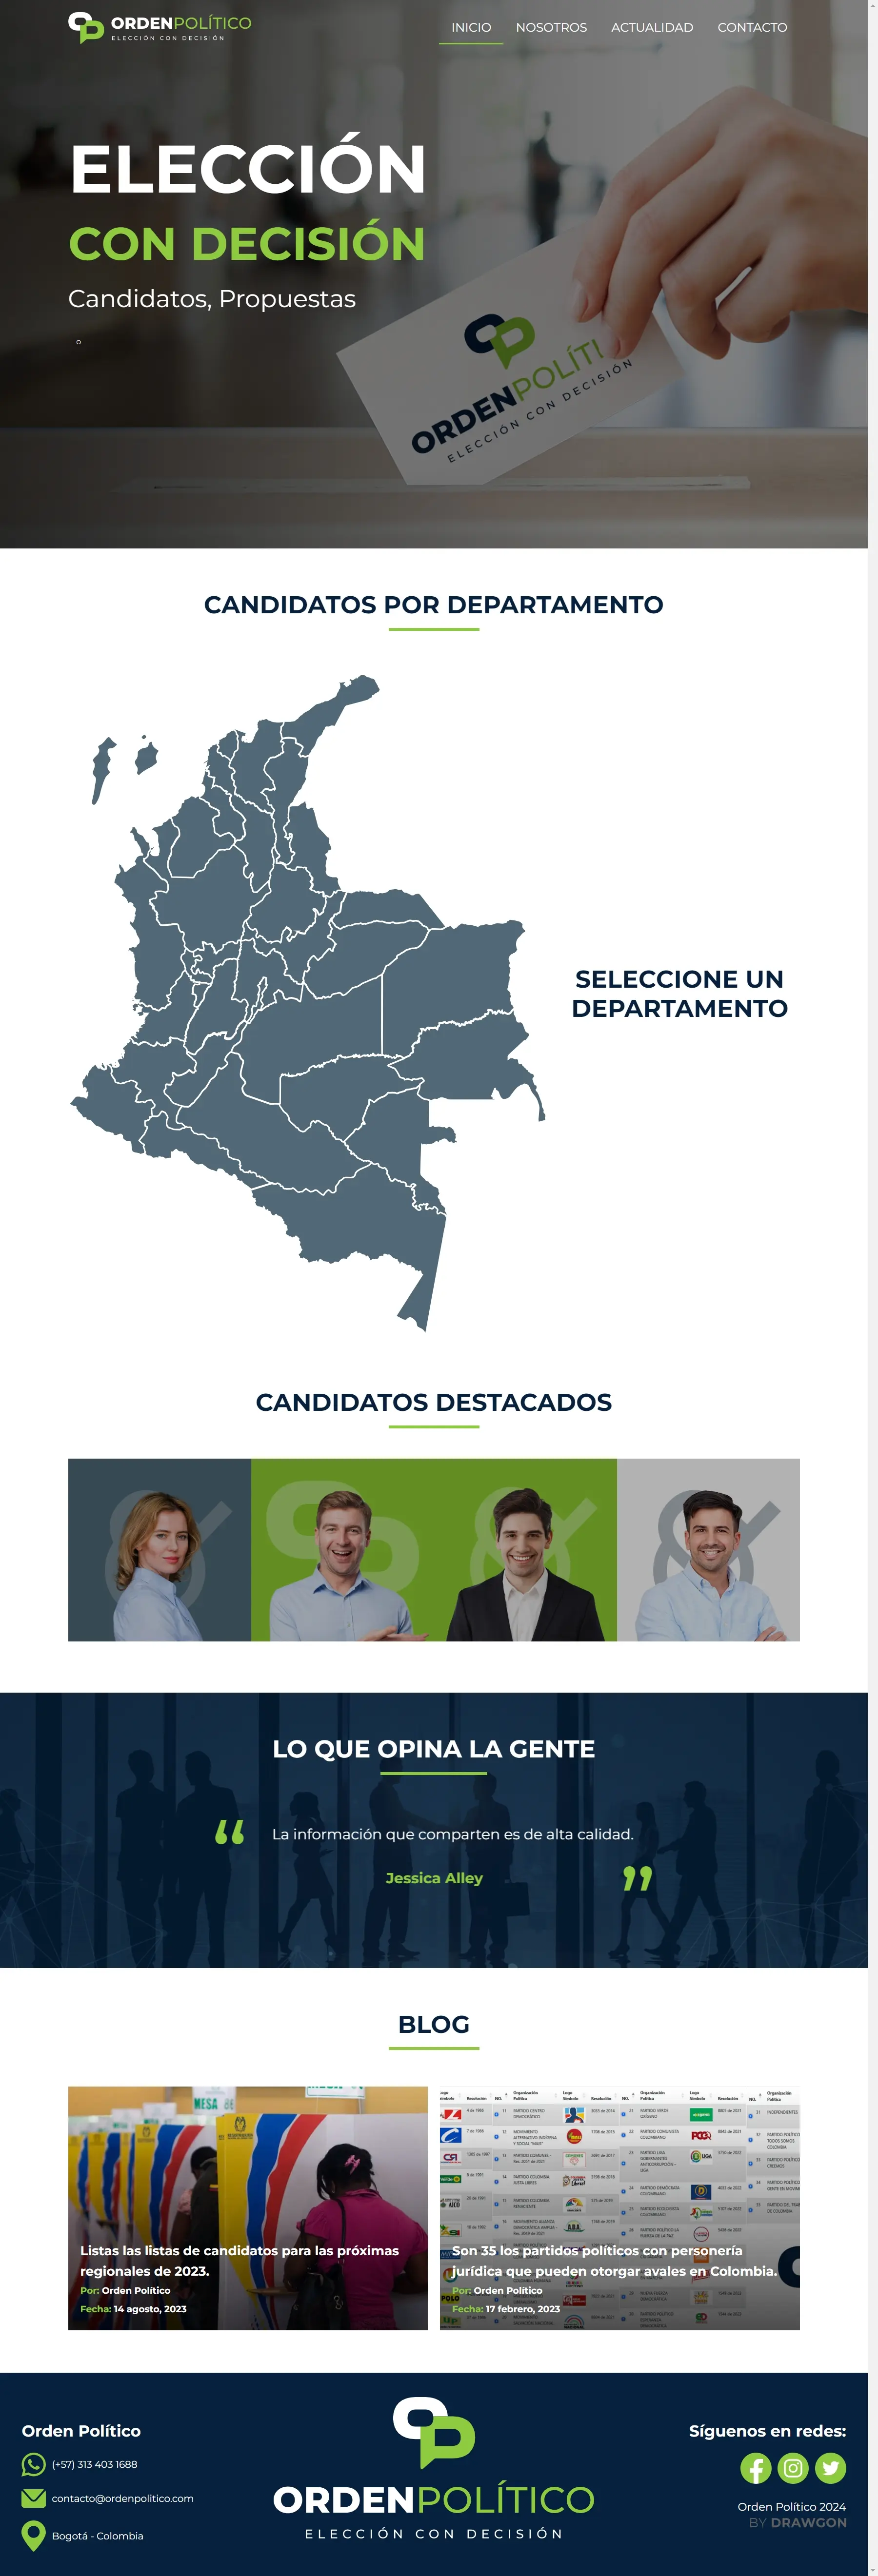 ORDENPOLÍTICO
ELECCIÓN CON DECISIÓN
INICIO
NOSOTROS
ACTUALIDAD
CONTACTO
ELECCIÓN
CON DECISIÓN
Candidatos, Propuestas
ORDENPOLÍTI
ELECCIÓN CON DECISIÓN
CANDIDATOS POR DEPARTAMENTO
SELECCIONE UN
DEPARTAMENTO
CANDIDATOS DESTACADOS
LO QUE OPINA LA GENTE
“
La información que comparten es de alta calidad.
Jessica Alley
”
BLOG
MESA
Listas las listas de candidatos para las próximas
regionales de 2023.
Por: Orden Político
Fecha: 14 agosto, 2023
Son 35 los partidos políticos con personería
jurídica que pueden otorgar avales en Colombia.
Por: Orden Político
Fecha: 17 febrero, 2023
Orden Político
(+57) 313 403 1688
contacto@ordenpolitico.com
Bogotá - Colombia
ORDENPOLÍTICO
ELECCIÓN CON DECISIÓN
Síguenos en redes:
Orden Político 2024
BY DRAWGON